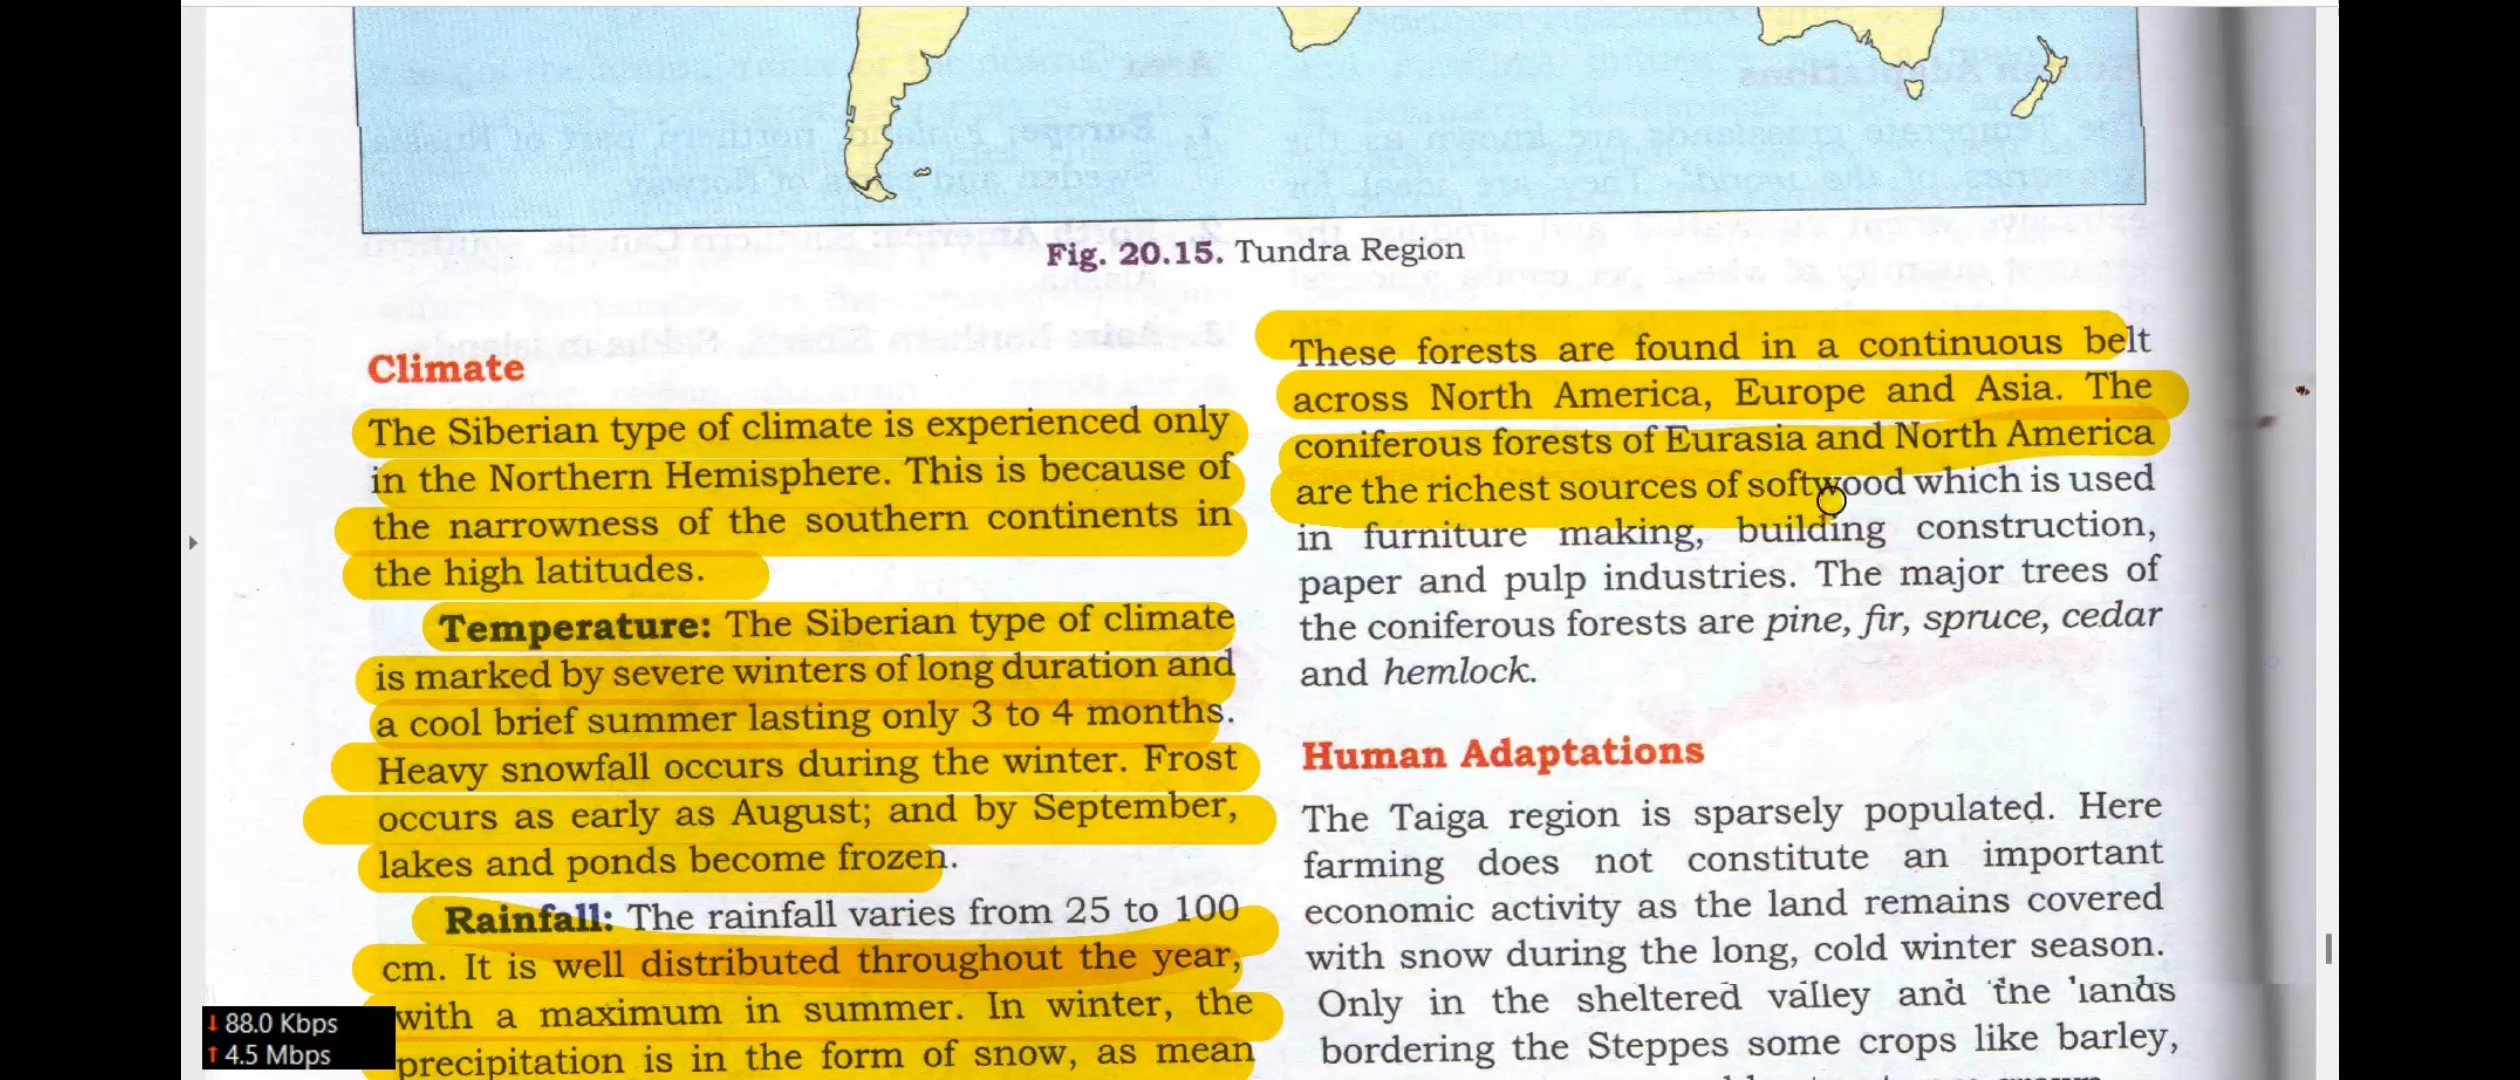 Fig. 20.15. Tundra Region
Climate
The Siberian type of climate is experienced only
in the Northern Hemisphere. This is because of
the narrowness of the southern continents in
the high latitudes.
Temperature: The Siberian type of climate
is marked by severe winters of long duration and
a cool brief summer lasting only 3 to 4 months.
Heavy snowfall occurs during the winter. Frost
occurs as early as August; and by September,
lakes and ponds become frozen.
Rainfall: The rainfall varies from 25 to 100
cm. It is well distributed throughout the year,
with a maximum in summer. In winter, the
precipitation is in the form of snow, as mean
These forests are found in a continuous belt
across North America, Europe and Asia. The
coniferous forests of Eurasia and North America
are the richest sources of softwood which is used
in furniture making, building construction,
paper and pulp industries. The major trees of
the coniferous forests are pine, fir, spruce, cedar
and hemlock.
Human Adaptations
The Taiga region is sparsely populated. Here
farming does not constitute an important
economic activity as the land remains covered
with snow during the long, cold winter season.
Only in the sheltered valley and the lands
bordering the Steppes some crops like barley,
↓ 88.0 Kbps
↑ 4.5 Mbps